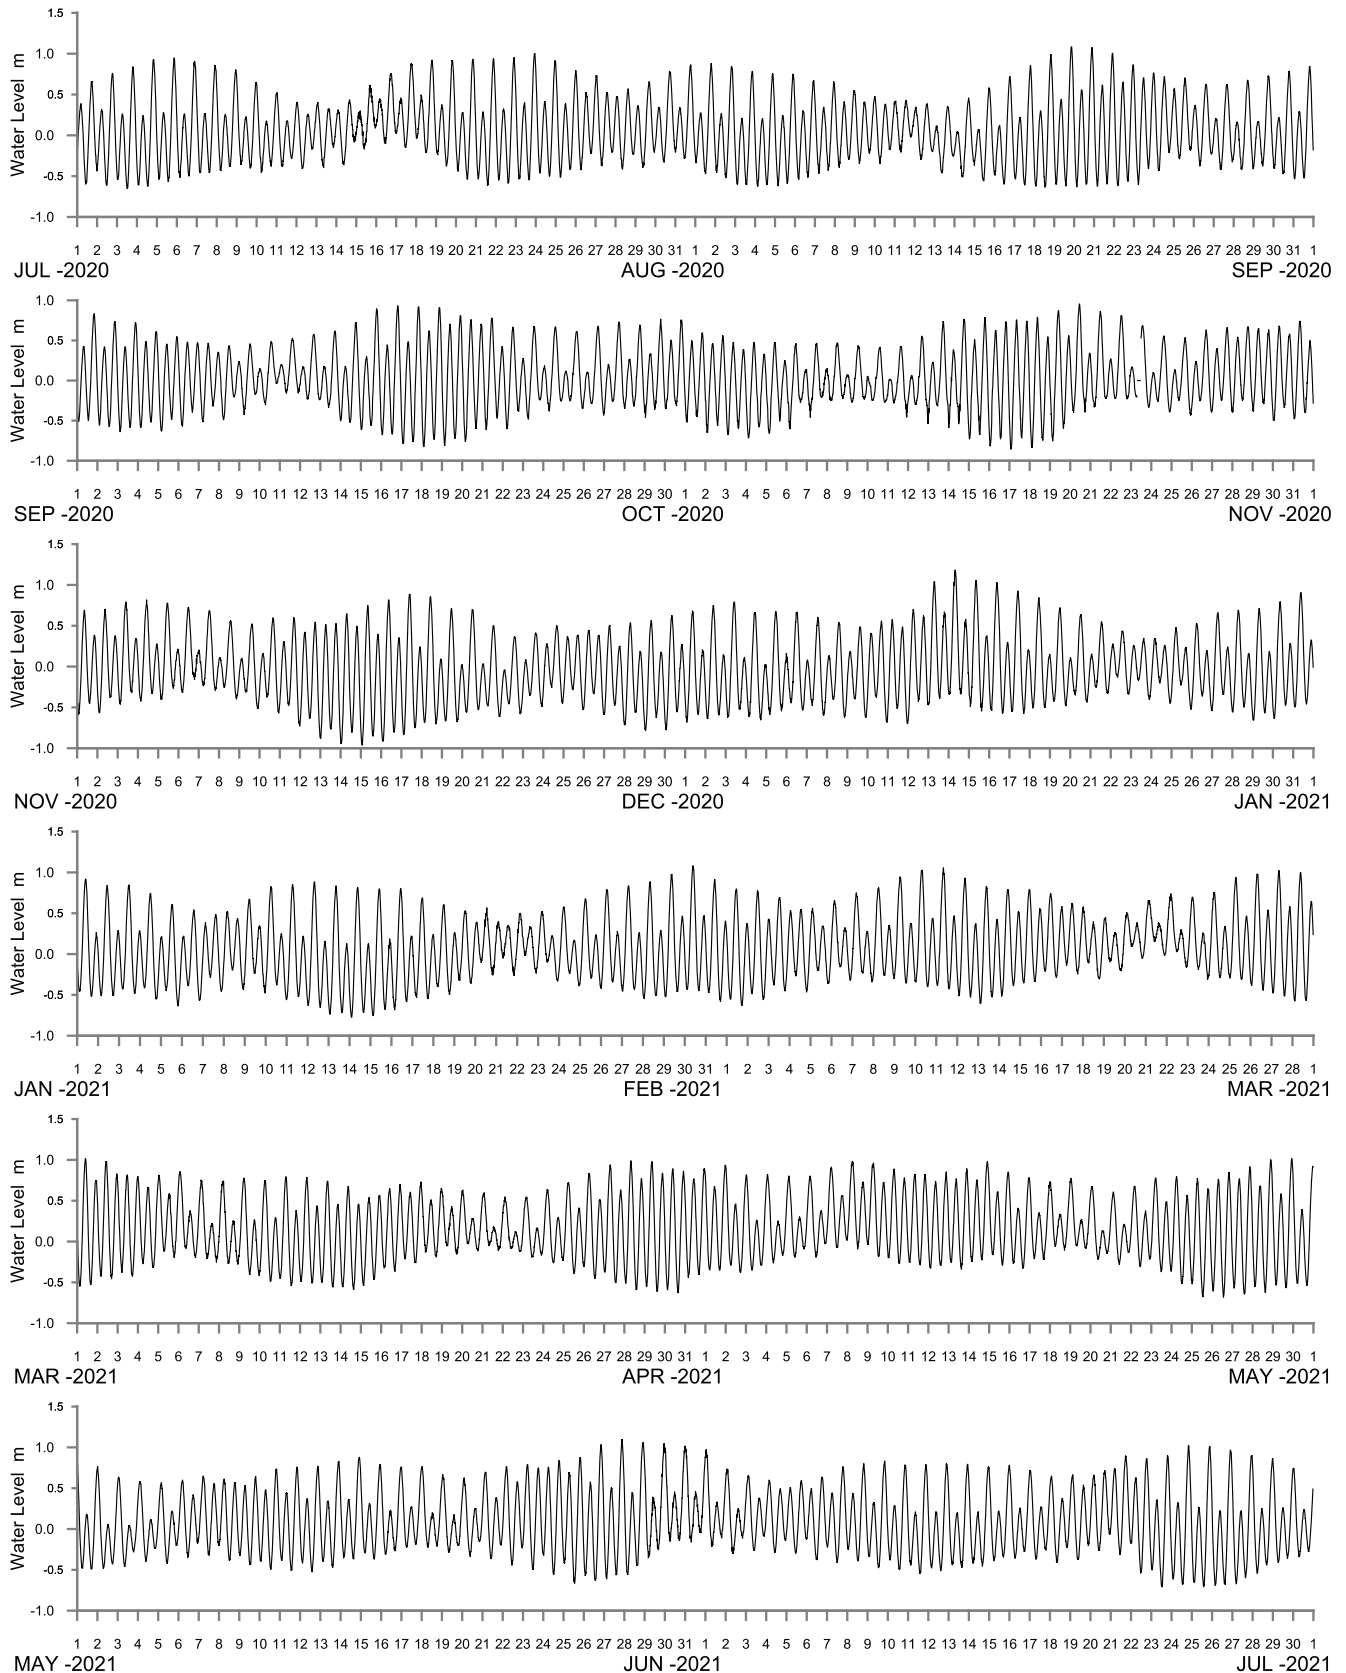 1.5
1.0
0.5
0.0
-0.5
-1.0
Water Level m
1 2 3 4 5 6 7 8 9 10 11 12 13 14 15 16 17 18 19 20 21 22 23 24 25 26 27 28 29 30 31 1 2 3 4 5 6 7 8 9 10 11 12 13 14 15 16 17 18 19 20 21 22 23 24 25 26 27 28 29 30 31 1
JUL -2020 AUG -2020 SEP -2020
1.0
0.5
0.0
-0.5
-1.0
Water Level m
1 2 3 4 5 6 7 8 9 10 11 12 13 14 15 16 17 18 19 20 21 22 23 24 25 26 27 28 29 30 1 2 3 4 5 6 7 8 9 10 11 12 13 14 15 16 17 18 19 20 21 22 23 24 25 26 27 28 29 30 31 1
SEP -2020 OCT -2020 NOV -2020
1.5
1.0
0.5
0.0
-0.5
-1.0
Water Level m
1 2 3 4 5 6 7 8 9 10 11 12 13 14 15 16 17 18 19 20 21 22 23 24 25 26 27 28 29 30 1 2 3 4 5 6 7 8 9 10 11 12 13 14 15 16 17 18 19 20 21 22 23 24 25 26 27 28 29 30 31 1
NOV -2020 DEC -2020 JAN -2021
1.5
1.0
0.5
0.0
-0.5
-1.0
Water Level m
1 2 3 4 5 6 7 8 9 10 11 12 13 14 15 16 17 18 19 20 21 22 23 24 25 26 27 28 29 30 31 1 2 3 4 5 6 7 8 9 10 11 12 13 14 15 16 17 18 19 20 21 22 23 24 25 26 27 28 1
JAN -2021 FEB -2021 MAR -2021
1.5
1.0
0.5
0.0
-0.5
-1.0
Water Level m
1 2 3 4 5 6 7 8 9 10 11 12 13 14 15 16 17 18 19 20 21 22 23 24 25 26 27 28 29 30 31 1 2 3 4 5 6 7 8 9 10 11 12 13 14 15 16 17 18 19 20 21 22 23 24 25 26 27 28 29 30 1
MAR -2021 APR -2021 MAY -2021
1.5
1.0
0.5
0.0
-0.5
-1.0
Water Level m
1 2 3 4 5 6 7 8 9 10 11 12 13 14 15 16 17 18 19 20 21 22 23 24 25 26 27 28 29 30 31 1 2 3 4 5 6 7 8 9 10 11 12 13 14 15 16 17 18 19 20 21 22 23 24 25 26 27 28 29 30 1
MAY -2021 JUN -2021 JUL -2021